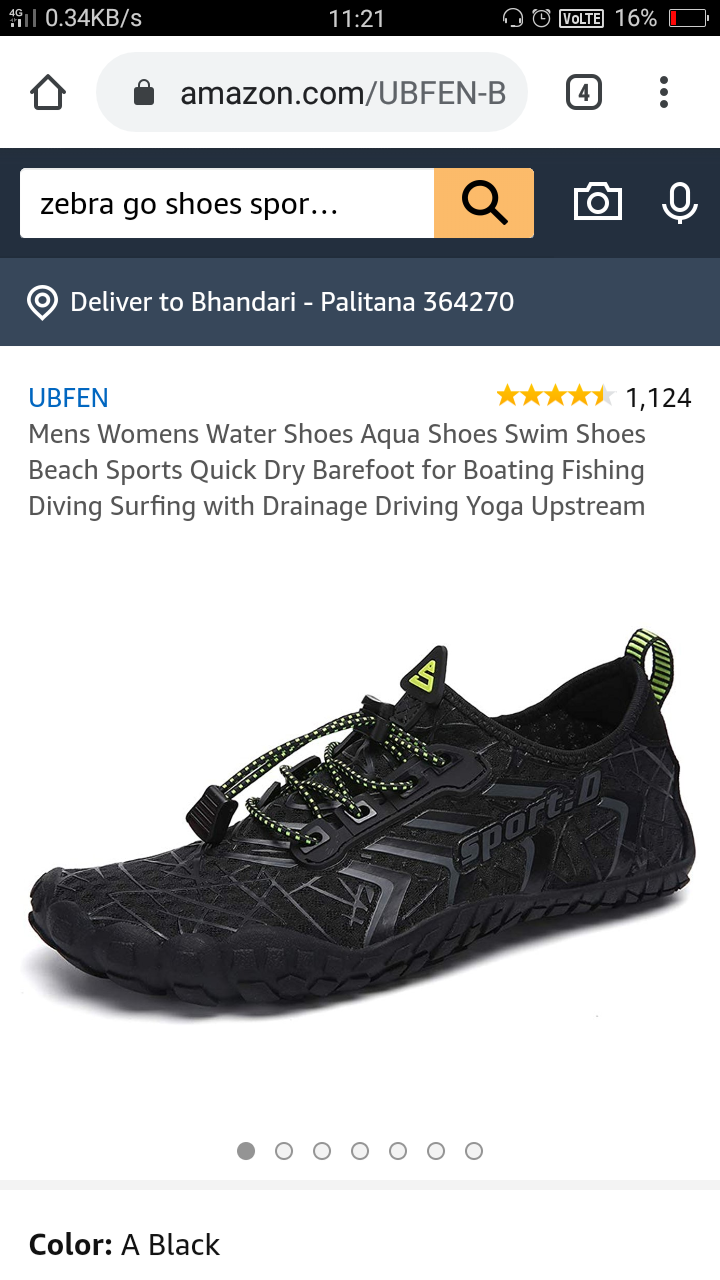 4G 0.34KB/s 11:21 VoLTE 16%
amazon.com/UBFEN-B 4
zebra go shoes spor...
Deliver to Bhandari - Palitana 364270
UBFEN 1,124
Mens Womens Water Shoes Aqua Shoes Swim Shoes
Beach Sports Quick Dry Barefoot for Boating Fishing
Diving Surfing with Drainage Driving Yoga Upstream
sport.D
Color: A Black